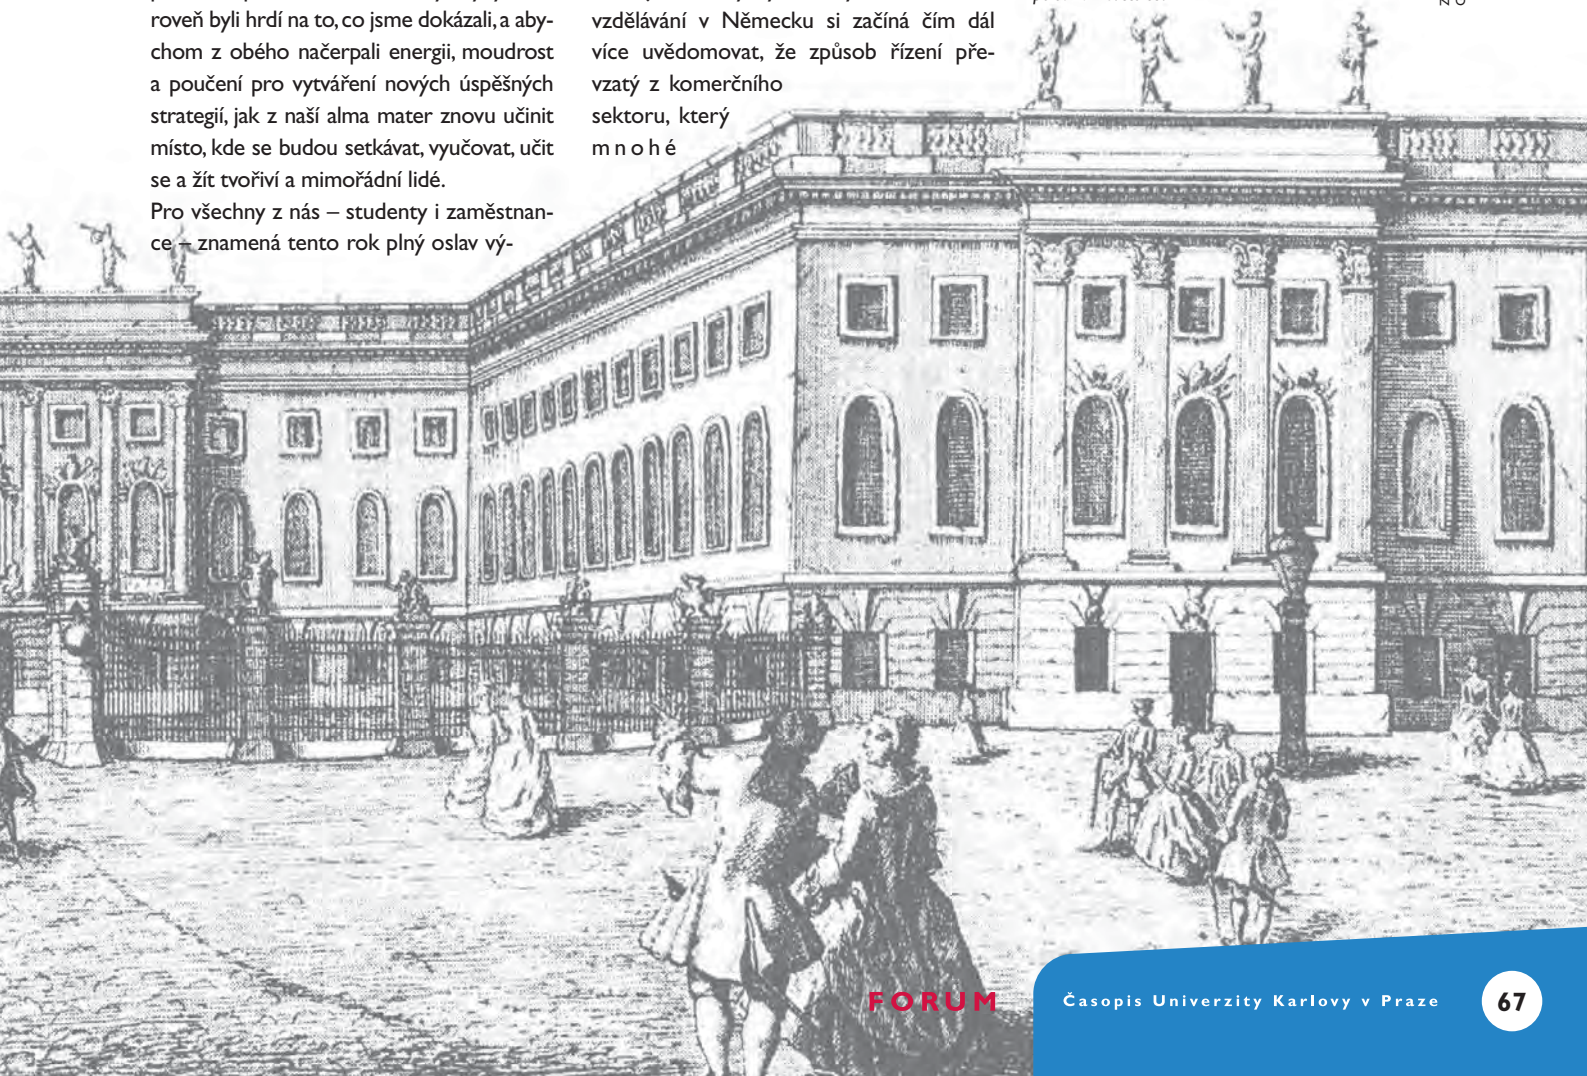 roveň byli hrdí na to, co jsme dokázali, a aby-
chom z obého načerpali energii, moudrost
a poučení pro vytváření nových úspěšných
strategií, jak z naší alma mater znovu učinit
místo, kde se budou setkávat, vyučovat, učit
se a žít tvořiví a mimořádní lidé.
Pro všechny z nás – studenty i zaměstnan-
ce – znamená tento rok plný oslav vý-
vzdělávání v Německu si začíná čím dál
více uvědomovat, že způsob řízení pře-
vzatý z komerčního
sektoru, který
mnohé
FORUM
Časopis Univerzity Karlovy v Praze
67